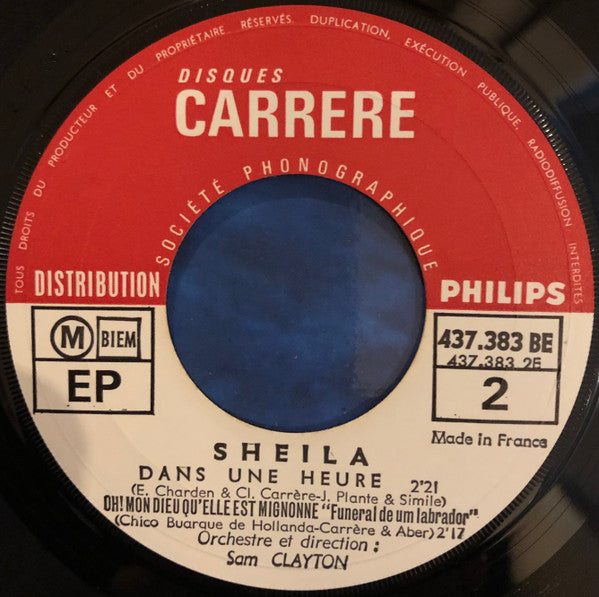 TOUS DROITS DU PRODUCTEUR ET DU PROPRIÉTAIRE RÉSERVÉS. DUPLICATION, EXÉCUTION PUBLIQUE, RADIODIFFUSION INTERDITES
DISQUES
CARRERE
SOCIÉTÉ PHONOGRAPHIQUE
DISTRIBUTION PHILIPS
M BIEM
EP
437.383 BE
437.383 2E
2
Made in France
SHEILA
DANS UNE HEURE 2'21
(E. Charden & Cl. Carrère-J. Plante & Simile)
OH! MON DIEU QU'ELLE EST MIGNONNE "Funeral de um labrador"
(Chico Buarque de Hollanda-Carrère & Aber) 2'17
Orchestre et direction :
Sam CLAYTON